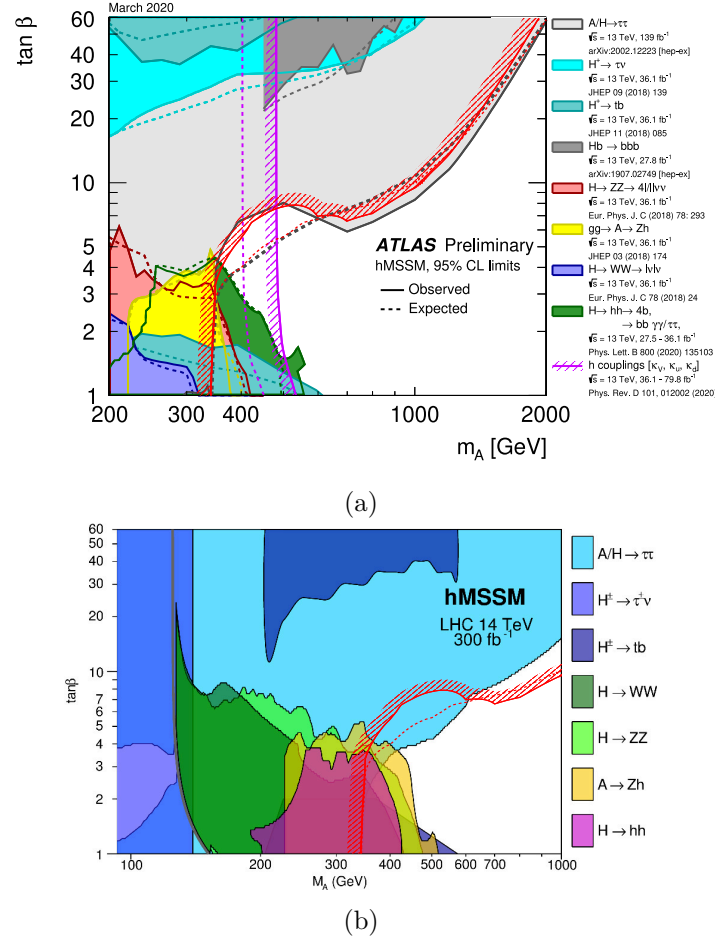 March 2020
tan β
60
50
40
30
20
10
5
4
3
2
1
200
300
400
1000
2000
m_A [GeV]
ATLAS Preliminary
hMSSM, 95% CL limits
Observed
Expected
A/H→ττ
√s = 13 TeV, 139 fb⁻¹
arXiv:2002.12223 [hep-ex]
H⁺→ τν
√s = 13 TeV, 36.1 fb⁻¹
JHEP 09 (2018) 139
H⁺→ tb
√s = 13 TeV, 36.1 fb⁻¹
JHEP 11 (2018) 085
Hb → bbb
√s = 13 TeV, 27.8 fb⁻¹
arXiv:1907.02749 [hep-ex]
H→ ZZ→ 4l/llνν
√s = 13 TeV, 36.1 fb⁻¹
Eur. Phys. J. C (2018) 78: 293
gg→ A→ Zh
√s = 13 TeV, 36.1 fb⁻¹
JHEP 03 (2018) 174
H→ WW→ lνlν
√s = 13 TeV, 36.1 fb⁻¹
Eur. Phys. J. C 78 (2018) 24
H→ hh→ 4b,
→ bb γγ/ ττ,
√s = 13 TeV, 27.5 - 36.1 fb⁻¹
Phys. Lett. B 800 (2020) 135103
h couplings [κ_V, κ_u, κ_d]
√s = 13 TeV, 36.1 - 79.8 fb⁻¹
Phys. Rev. D 101, 012002 (2020)
(a)
tanβ
60
50
40
30
20
10
8
7
6
5
4
3
2
1
100
200
300
400
500
600
1000
M_A (GeV)
hMSSM
LHC 14 TeV
300 fb⁻¹
A/H→ττ
H±→τ⁺ν
H±→tb
H→WW
H→ZZ
A→Zh
H→hh
(b)